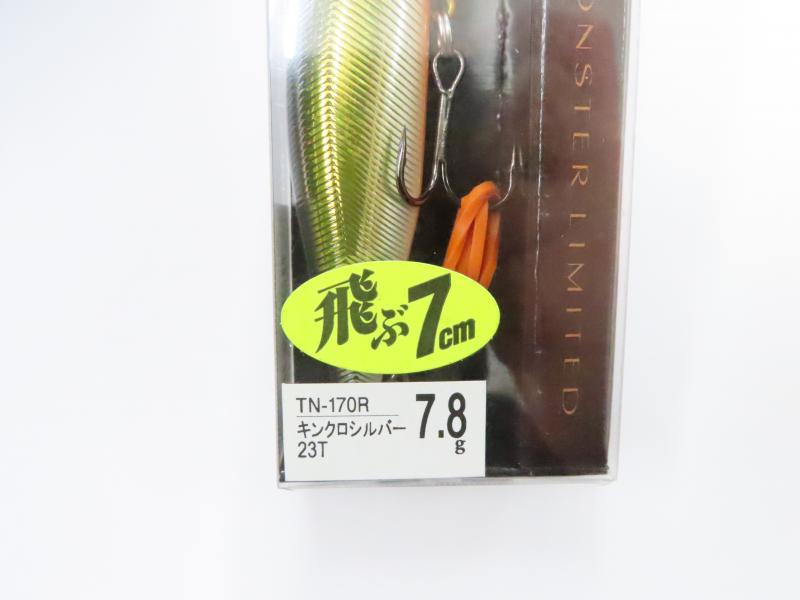 ONSTER LIMITED
飛ぶ7cm
TN-170R
キンクロシルバー
23T
7.8g